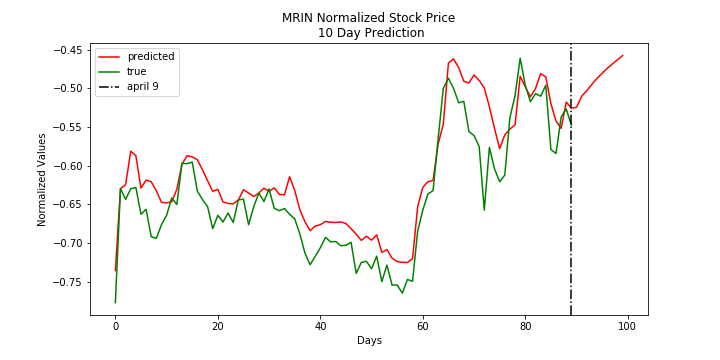 MRIN Normalized Stock Price
10 Day Prediction
predicted
true
april 9
Normalized Values
−0.45
−0.50
−0.55
−0.60
−0.65
−0.70
−0.75
0
20
40
60
80
100
Days